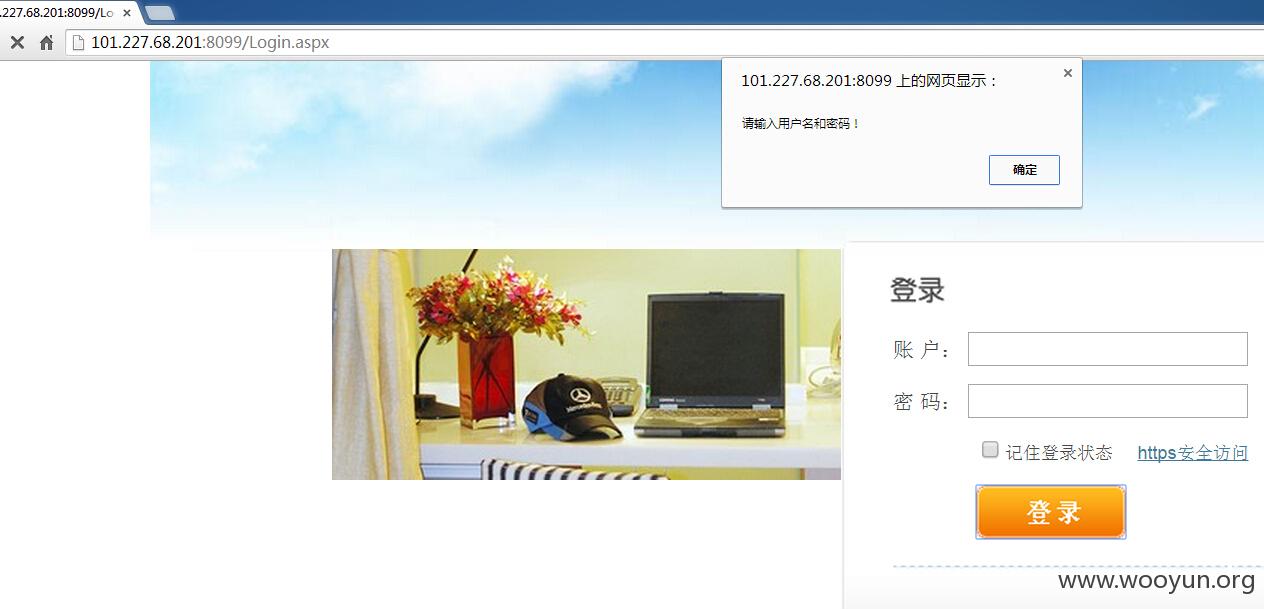 .227.68.201:8099/Lo
101.227.68.201:8099/Login.aspx
101.227.68.201:8099 上的网页显示：
请输入用户名和密码！
确定
登录
账 户：
密 码：
记住登录状态 https安全访问
登录
www.wooyun.org